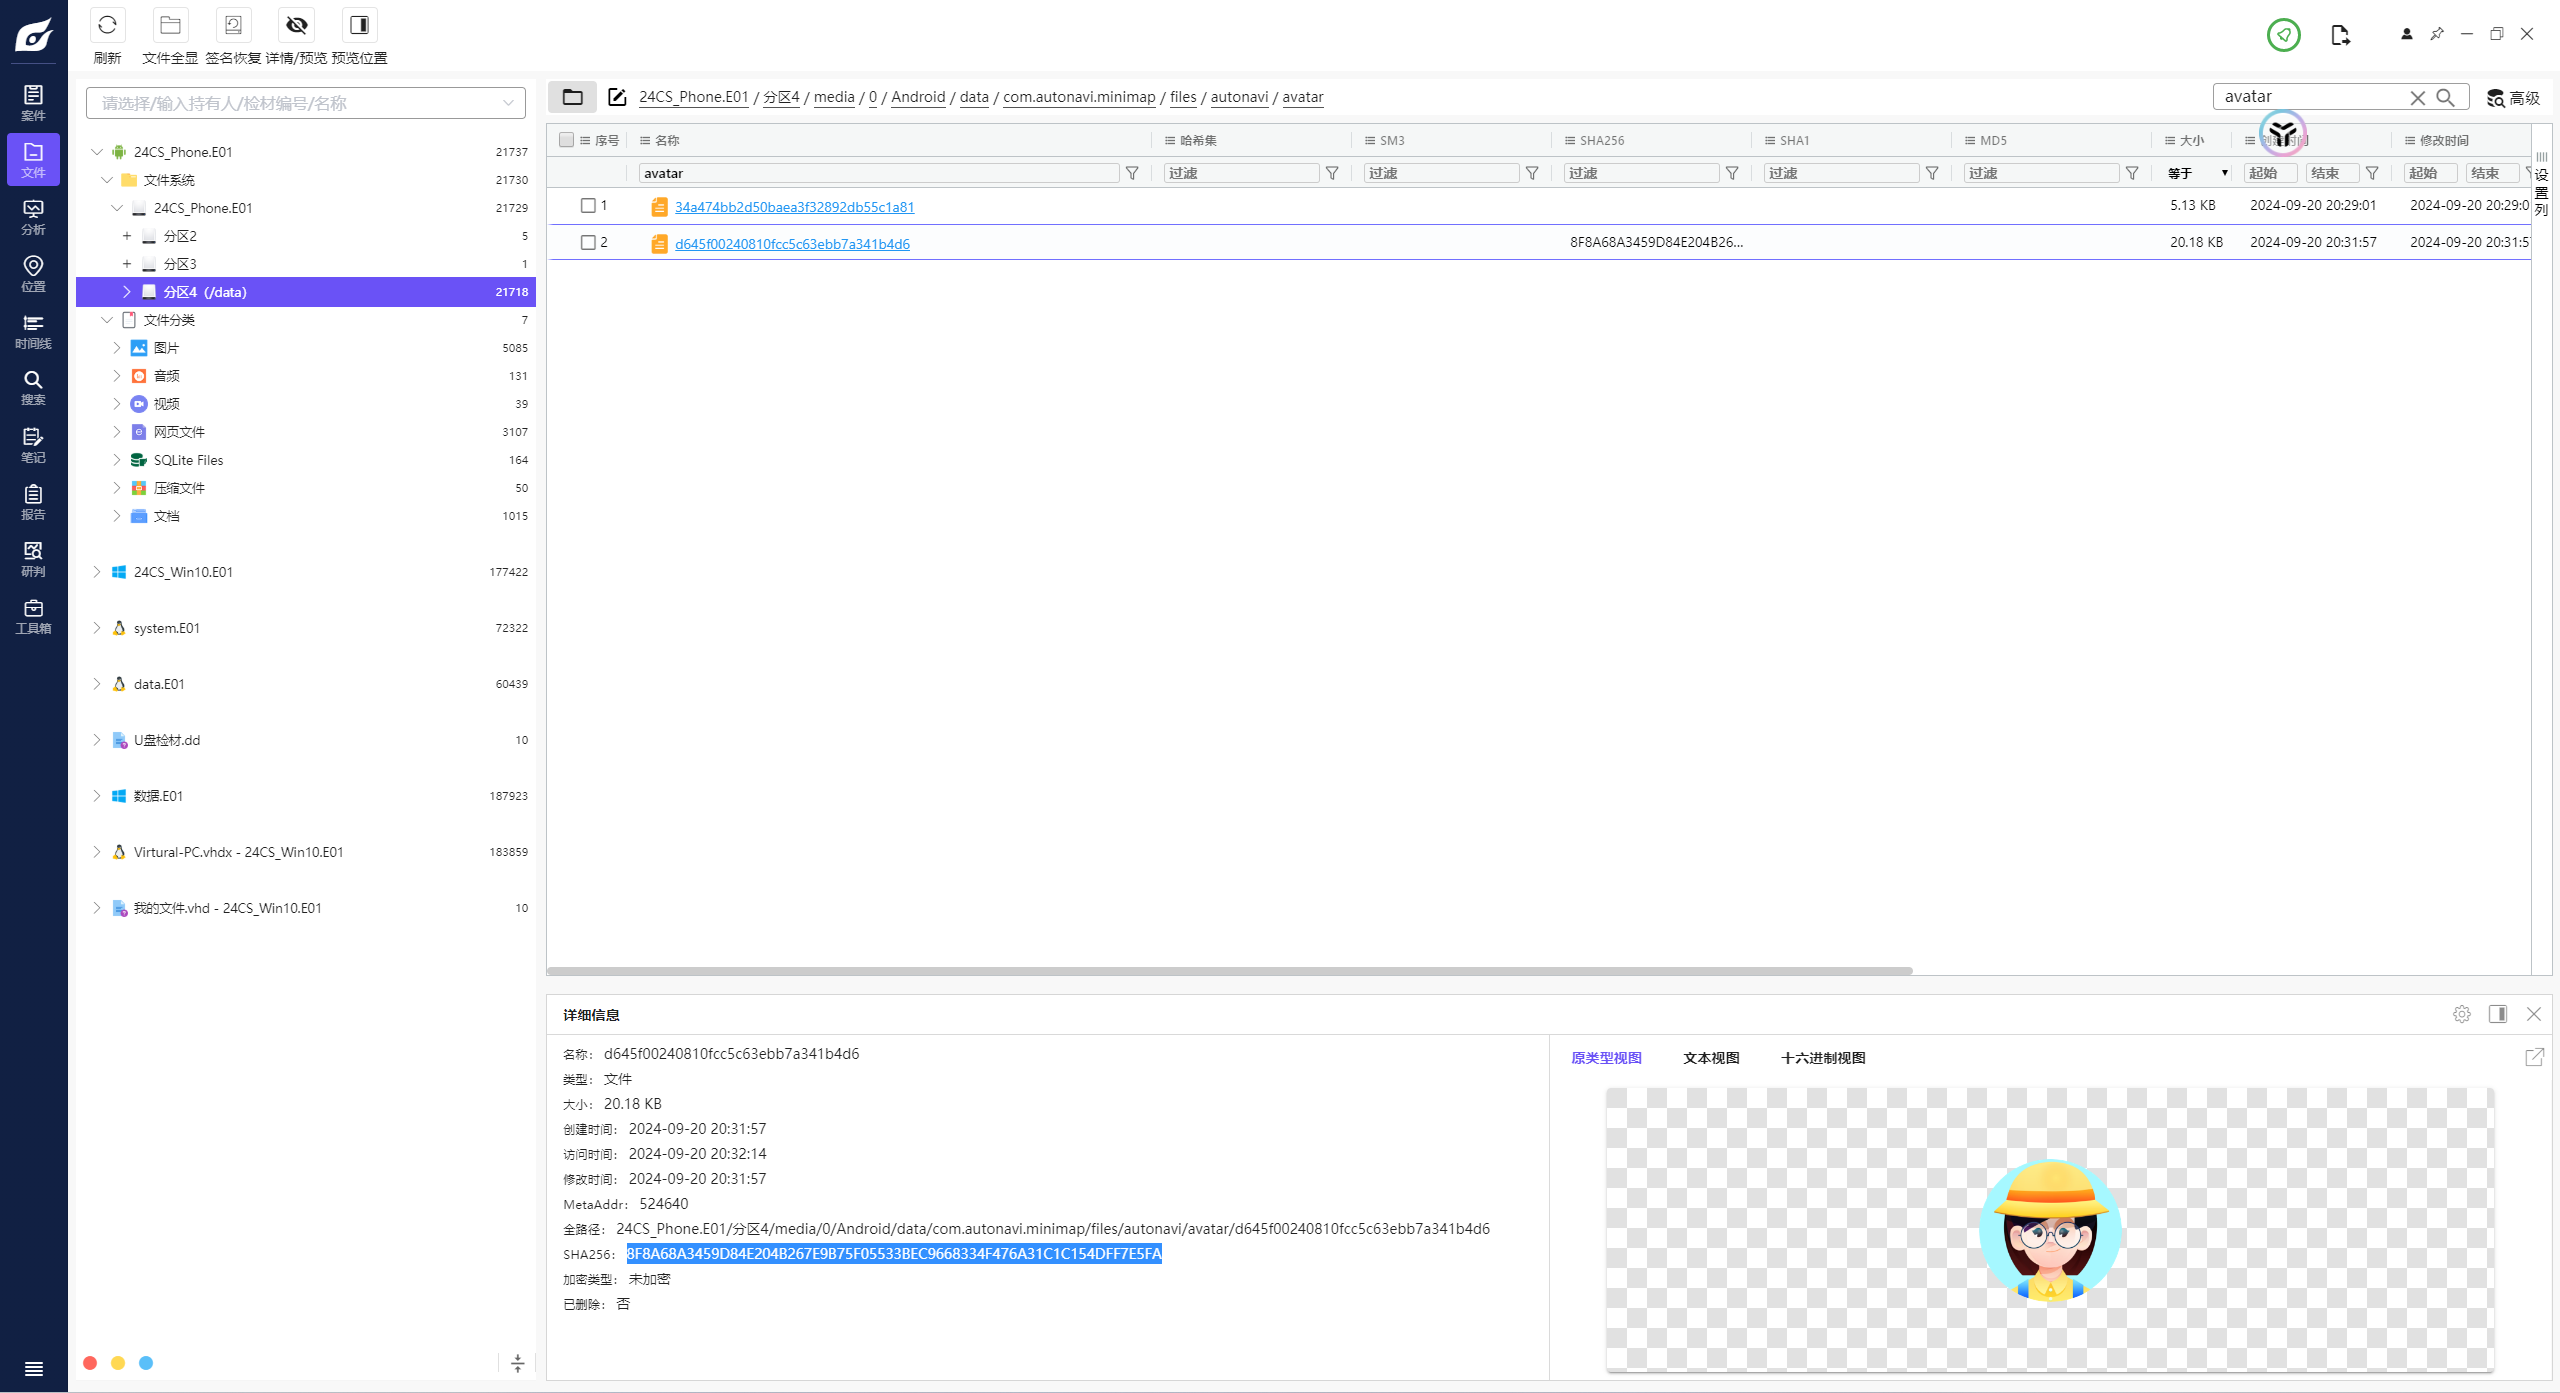 刷新 文件全显 签名恢复 详情/预览 预览位置
案件
文件
分析
位置
时间线
搜索
笔记
报告
研判
工具箱
请选择/输入持有人/检材编号/名称
24CS_Phone.E01 21737
文件系统 21730
24CS_Phone.E01 21729
分区2 5
分区3 1
分区4（/data） 21718
文件分类 7
图片 5085
音频 131
视频 39
网页文件 3107
SQLite Files 164
压缩文件 50
文档 1015
24CS_Win10.E01 177422
system.E01 72322
data.E01 60439
U盘检材.dd 10
数据.E01 187923
Virtural-PC.vhdx - 24CS_Win10.E01 183859
我的文件.vhd - 24CS_Win10.E01 10
24CS_Phone.E01 / 分区4 / media / 0 / Android / data / com.autonavi.minimap / files / autonavi / avatar
avatar
高级
序号 名称 哈希集 SM3 SHA256 SHA1 MD5 大小 创建时间 修改时间
avatar 过滤 过滤 过滤 过滤 过滤 等于 起始 结束 起始 结束
设置列
1 34a474bb2d50baea3f32892db55c1a81 5.13 KB 2024-09-20 20:29:01 2024-09-20 20:29:0
2 d645f00240810fcc5c63ebb7a341b4d6 8F8A68A3459D84E204B26... 20.18 KB 2024-09-20 20:31:57 2024-09-20 20:31:5
详细信息
名称： d645f00240810fcc5c63ebb7a341b4d6
类型： 文件
大小： 20.18 KB
创建时间： 2024-09-20 20:31:57
访问时间： 2024-09-20 20:32:14
修改时间： 2024-09-20 20:31:57
MetaAddr： 524640
全路径： 24CS_Phone.E01/分区4/media/0/Android/data/com.autonavi.minimap/files/autonavi/avatar/d645f00240810fcc5c63ebb7a341b4d6
SHA256： 8F8A68A3459D84E204B267E9B75F05533BEC9668334F476A31C1C154DFF7E5FA
加密类型： 未加密
已删除： 否
原类型视图 文本视图 十六进制视图